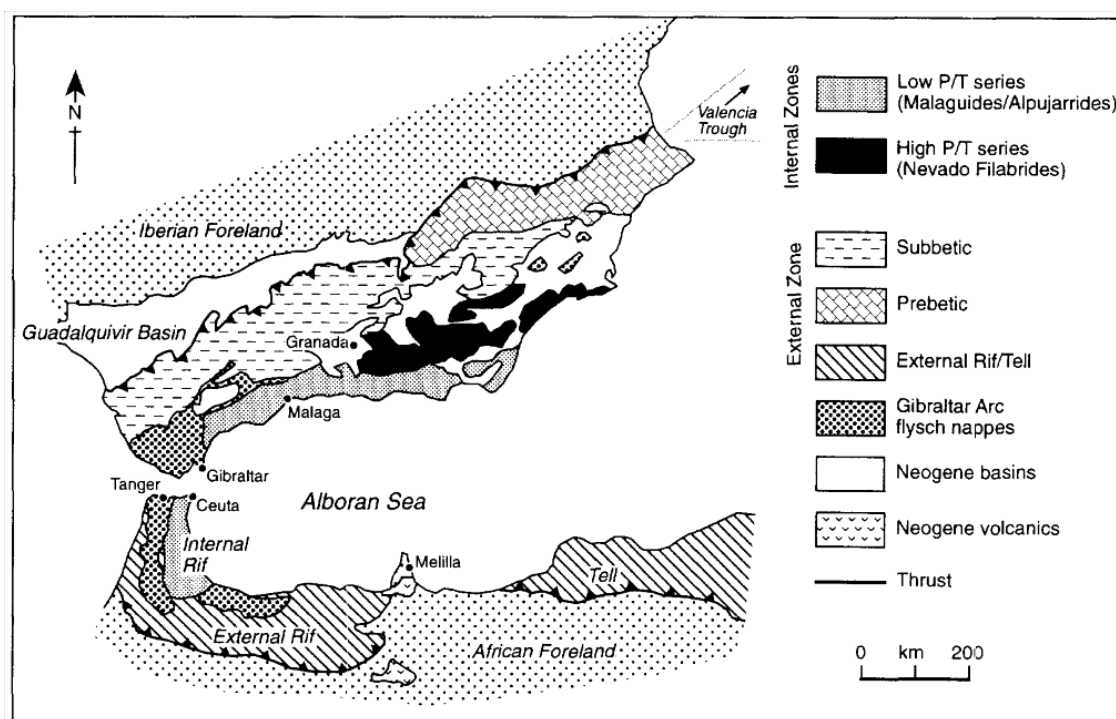 N
Iberian Foreland
Guadalquivir Basin
Granada
Malaga
Gibraltar
Tanger
Ceuta
Internal
Rif
Alboran Sea
Melilla
External Rif
Tell
African Foreland
Valencia
Trough
Internal Zones
Low P/T series
(Malaguides/Alpujarrides)
High P/T series
(Nevado Filabrides)
External Zone
Subbetic
Prebetic
External Rif/Tell
Gibraltar Arc
flysch nappes
Neogene basins
Neogene volcanics
Thrust
0 km 200